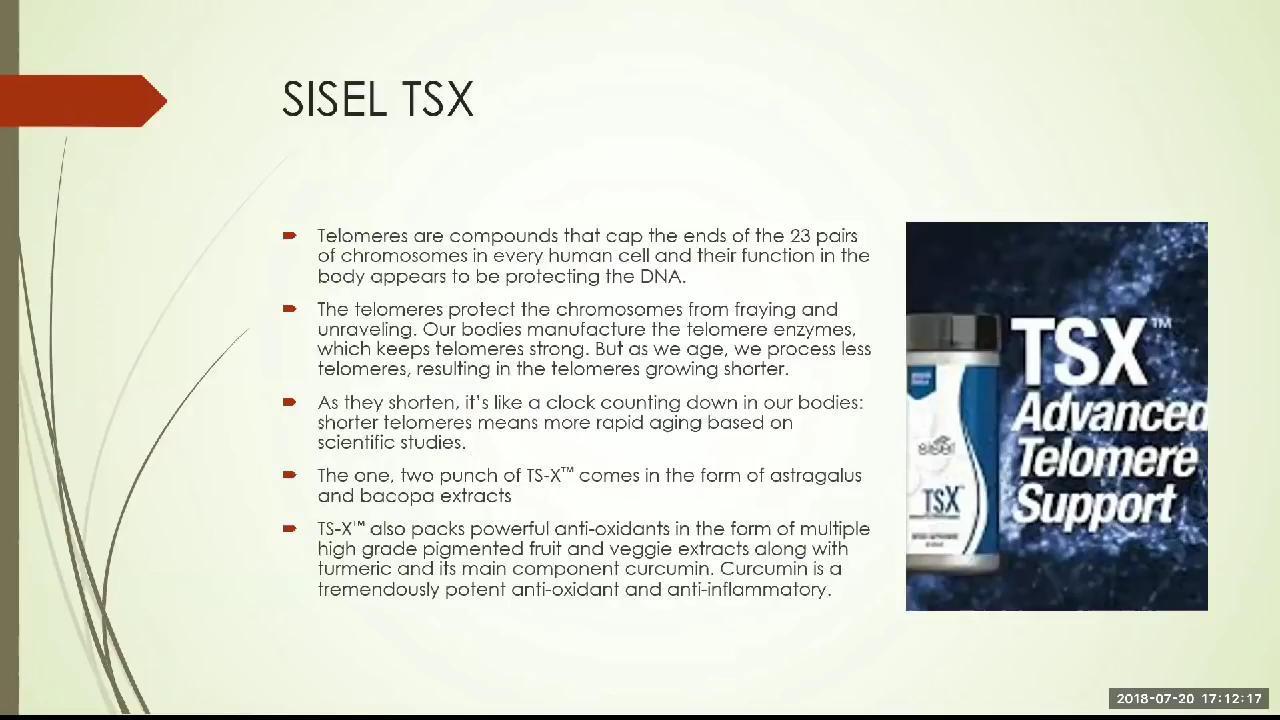 SISEL TSX
Telomeres are compounds that cap the ends of the 23 pairs
of chromosomes in every human cell and their function in the
body appears to be protecting the DNA.
The telomeres protect the chromosomes from fraying and
unraveling. Our bodies manufacture the telomere enzymes,
which keeps telomeres strong. But as we age, we process less
telomeres, resulting in the telomeres growing shorter.
As they shorten, it's like a clock counting down in our bodies:
shorter telomeres means more rapid aging based on
scientific studies.
The one, two punch of TS-X™ comes in the form of astragalus
and bacopa extracts
TS-X™ also packs powerful anti-oxidants in the form of multiple
high grade pigmented fruit and veggie extracts along with
turmeric and its main component curcumin. Curcumin is a
tremendously potent anti-oxidant and anti-inflammatory.
TSX™
Advanced
Telomere
Support
SISEL
TSX
2018-07-20 17:12:17